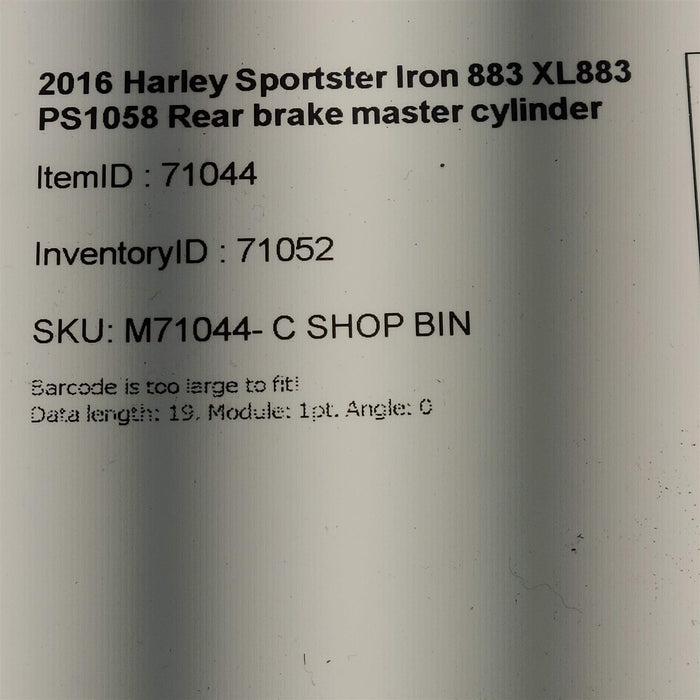 2016 Harley Sportster Iron 883 XL883
PS1058 Rear brake master cylinder
ItemID : 71044
InventoryID : 71052
SKU: M71044- C SHOP BIN
Barcode is too large to fit!
Data length: 19, Module: 1pt. Angle: 0